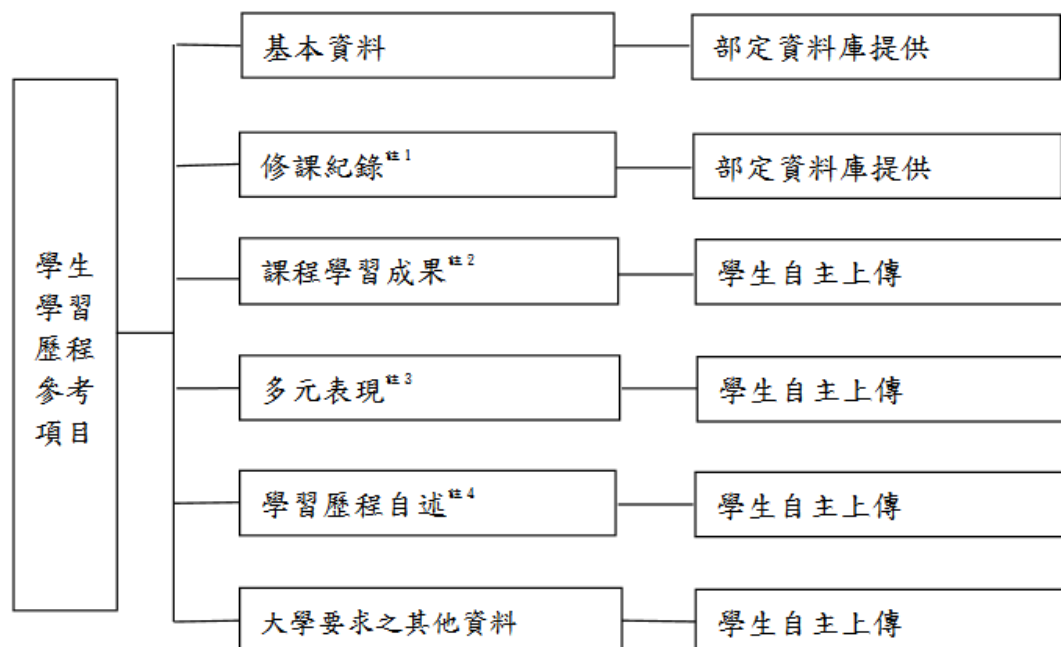 學生
學習
歷程
參考
項目
基本資料
部定資料庫提供
修課紀錄註1
部定資料庫提供
課程學習成果註2
學生自主上傳
多元表現註3
學生自主上傳
學習歷程自述註4
學生自主上傳
大學要求之其他資料
學生自主上傳